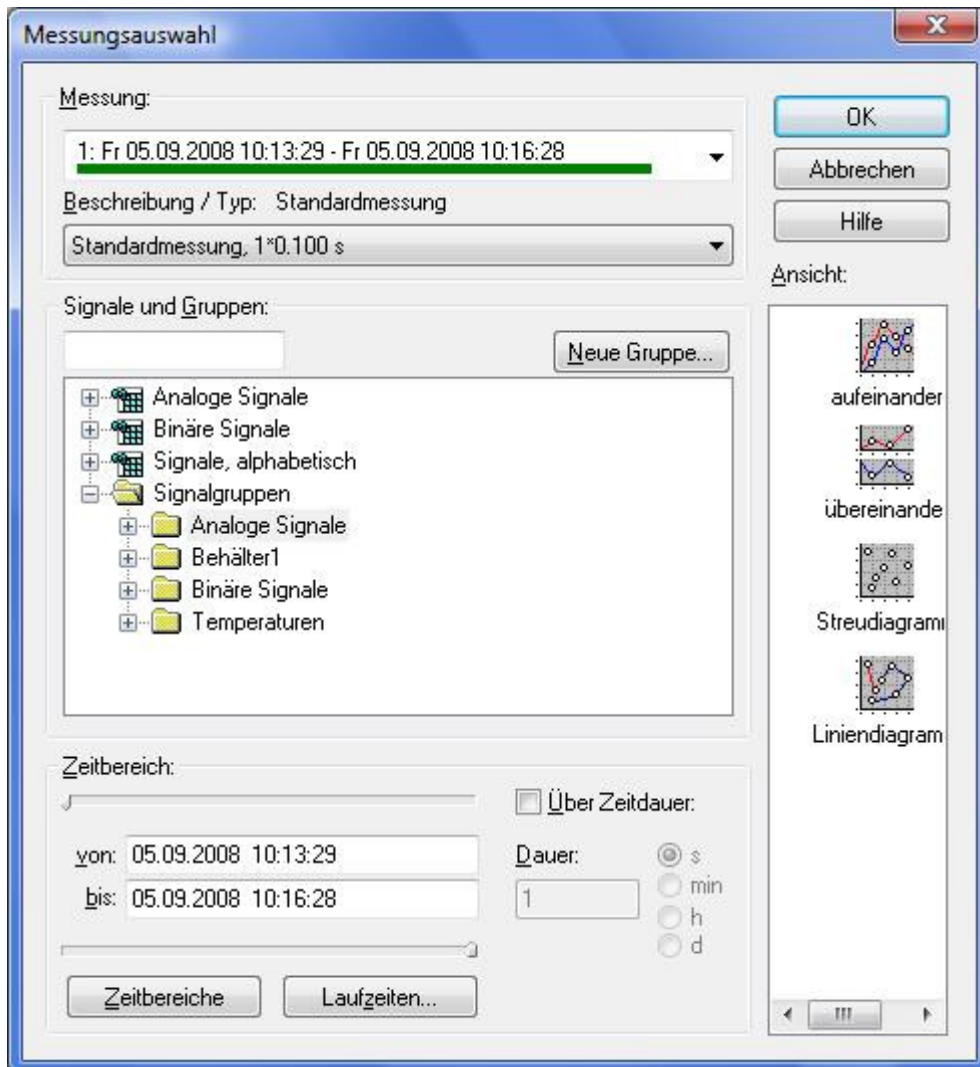 Messungsauswahl
Messung:
1: Fr 05.09.2008 10:13:29 - Fr 05.09.2008 10:16:28
Beschreibung / Typ: Standardmessung
Standardmessung, 1*0.100 s
OK
Abbrechen
Hilfe
Signale und Gruppen:
Neue Gruppe...
Analoge Signale
Binäre Signale
Signale, alphabetisch
Signalgruppen
Analoge Signale
Behälter1
Binäre Signale
Temperaturen
Ansicht:
aufeinander
übereinande
Streudiagram
Liniendiagram
Zeitbereich:
von: 05.09.2008 10:13:29
bis: 05.09.2008 10:16:28
Über Zeitdauer:
Dauer:
1
s
min
h
d
Zeitbereiche
Laufzeiten...